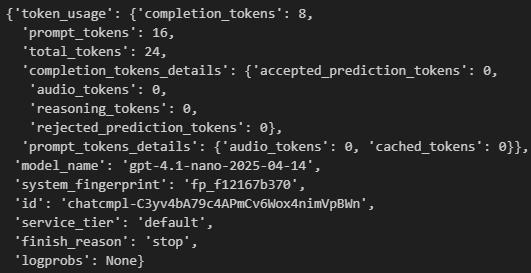 {'token_usage': {'completion_tokens': 8,
'prompt_tokens': 16,
'total_tokens': 24,
'completion_tokens_details': {'accepted_prediction_tokens': 0,
'audio_tokens': 0,
'reasoning_tokens': 0,
'rejected_prediction_tokens': 0},
'prompt_tokens_details': {'audio_tokens': 0, 'cached_tokens': 0}},
'model_name': 'gpt-4.1-nano-2025-04-14',
'system_fingerprint': 'fp_f12167b370',
'id': 'chatcmpl-C3yv4bA79c4APmCv6Wox4nimVpBWn',
'service_tier': 'default',
'finish_reason': 'stop',
'logprobs': None}